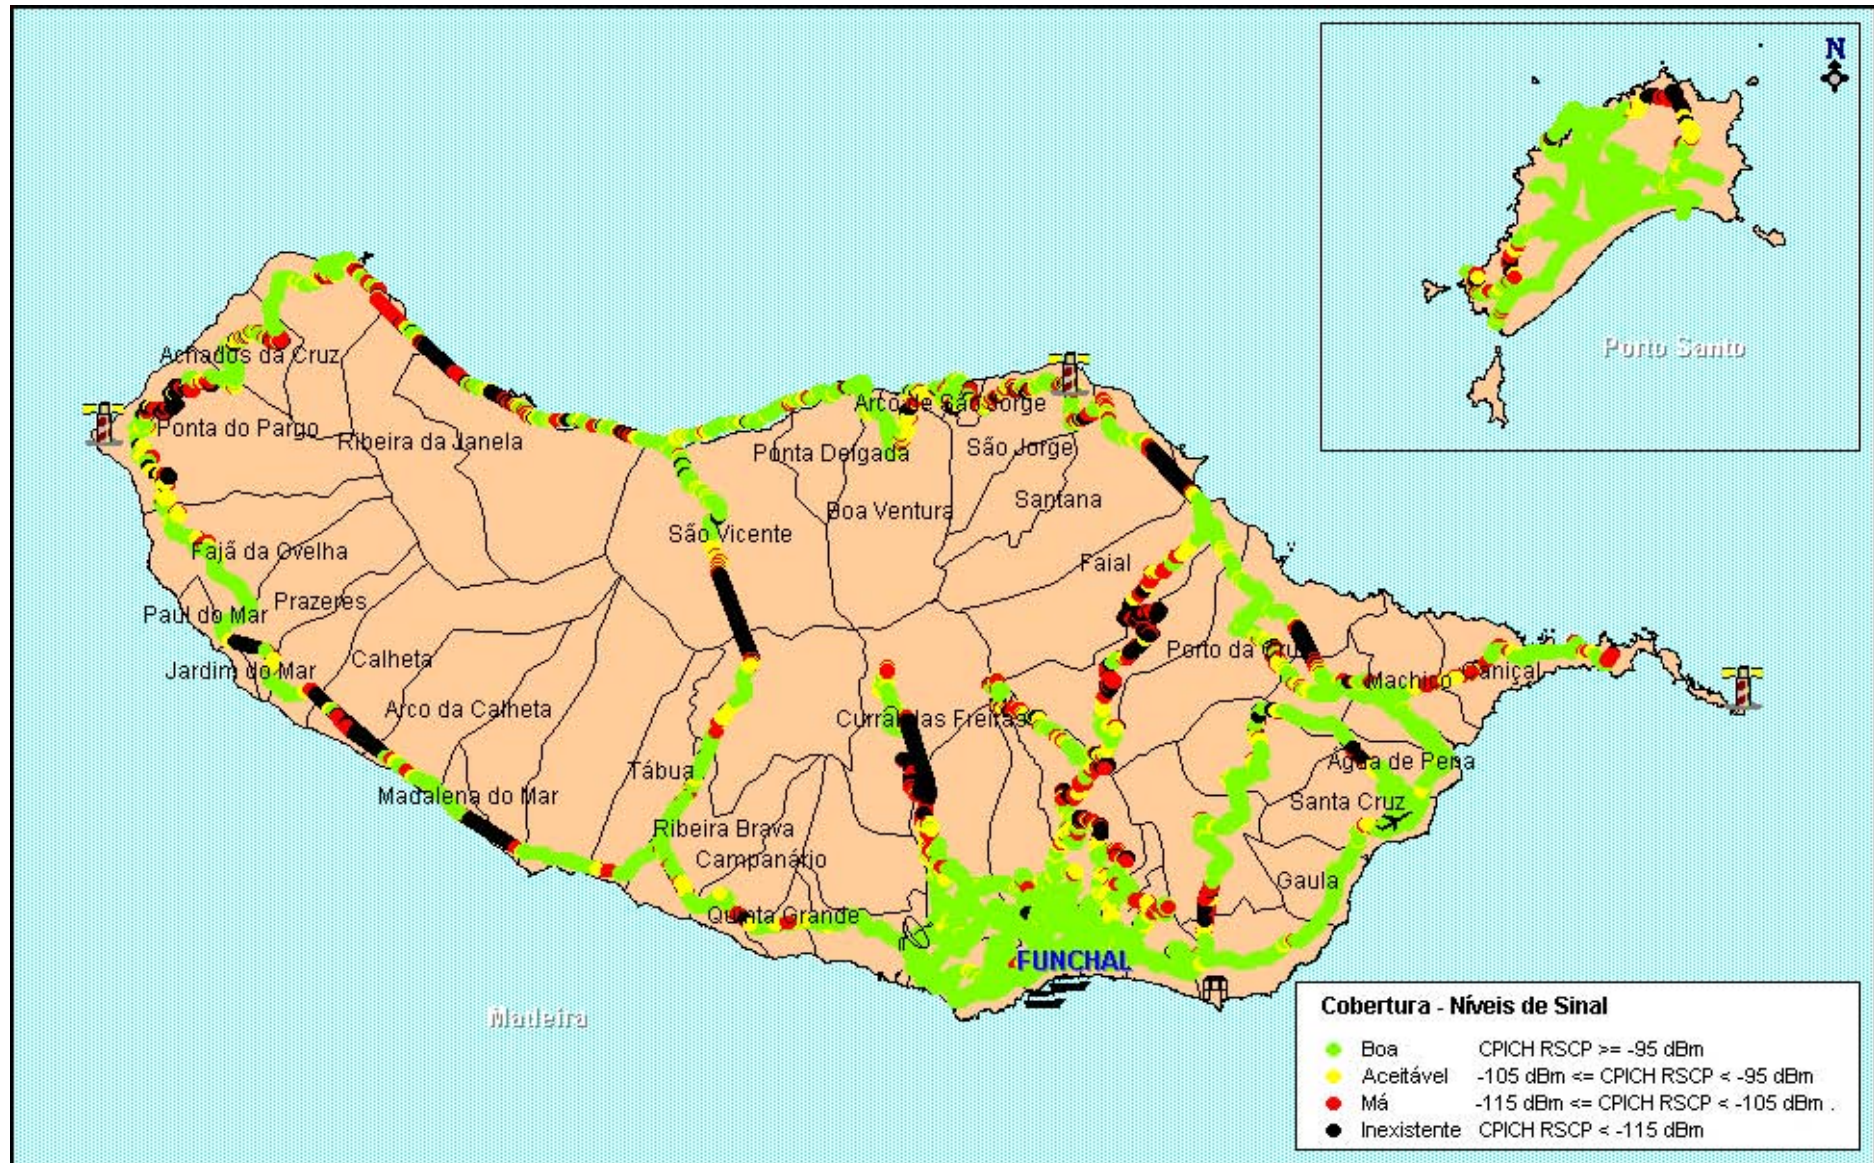 N
Porto Santo
Achados da Cruz
Ponta do Pargo
Ribeira da Janela
Arco de São Jorge
Ponta Delgada
São Jorge
Santana
Boa Ventura
São Vicente
Faial
Fajã da Ovelha
Prazeres
Paul do Mar
Calheta
Jardim do Mar
Arco da Calheta
Porto da Cruz
Machico
Caniçal
Curral das Freiras
Tábua
Água de Pena
Madalena do Mar
Santa Cruz
Ribeira Brava
Campanário
Gaula
Quinta Grande
FUNCHAL
Madeira
Cobertura - Níveis de Sinal
Boa CPICH RSCP >= -95 dBm
Aceitável -105 dBm <= CPICH RSCP < -95 dBm
Má -115 dBm <= CPICH RSCP < -105 dBm .
Inexistente CPICH RSCP < -115 dBm